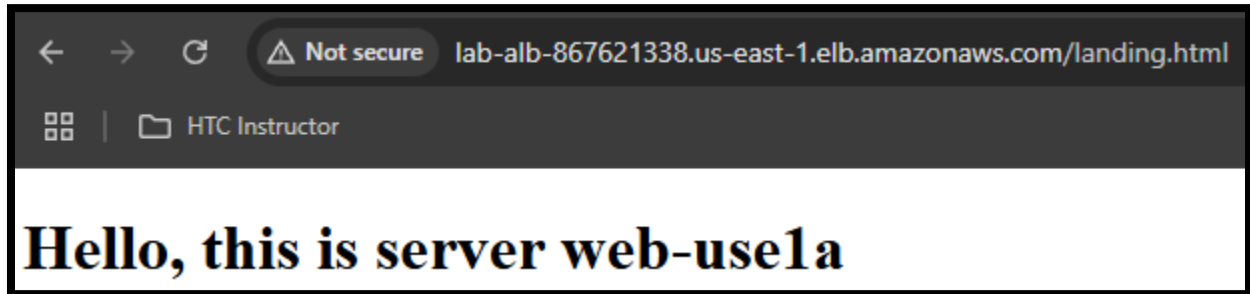 Not secure lab-alb-867621338.us-east-1.elb.amazonaws.com/landing.html
HTC Instructor
Hello, this is server web-use1a